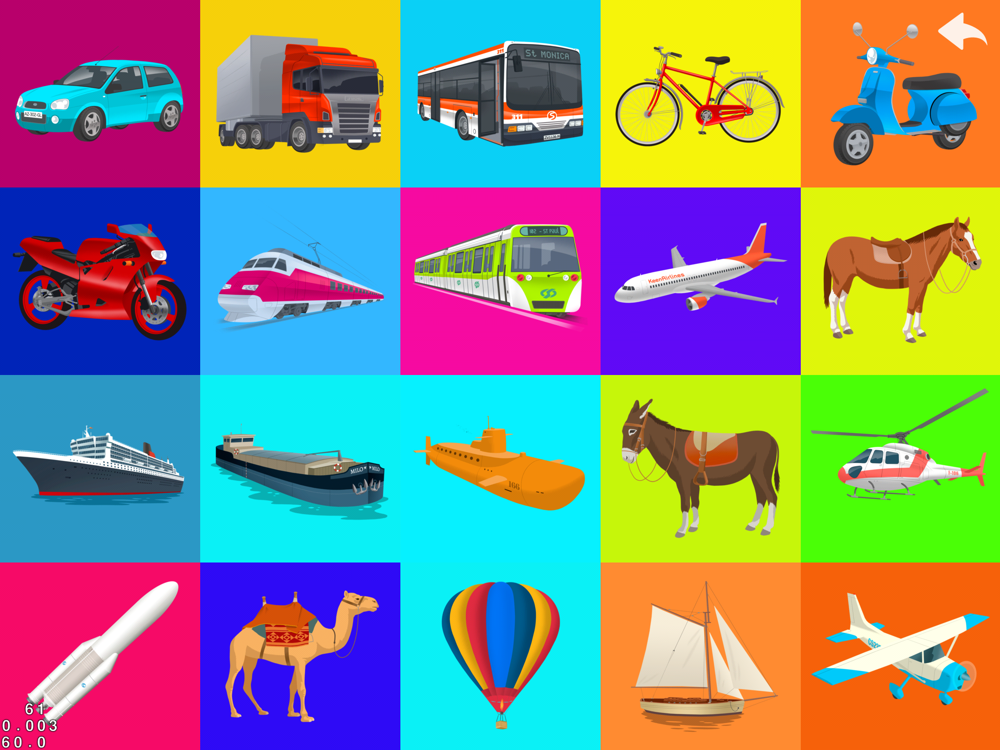 AZ-302-GL
311
St MONICA
311
ZV1136 M
102 - ST PAUL
KeenAirlines
MILO★ ★MILO
166
F-106
61
0.003
60.0